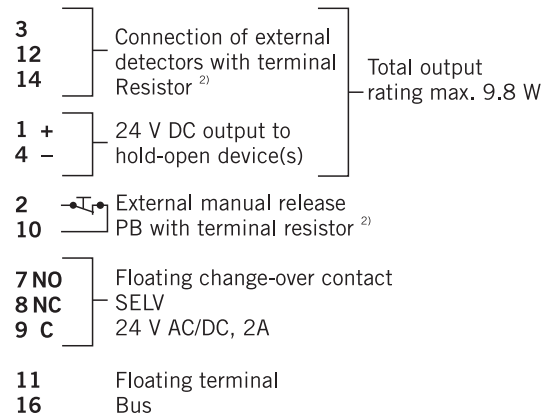 3
12
14
Connection of external
detectors with terminal
Resistor 2)
1 +
4 –
24 V DC output to
hold-open device(s)
Total output
rating max. 9.8 W
2
10
External manual release
PB with terminal resistor 2)
7 NO
8 NC
9 C
Floating change-over contact
SELV
24 V AC/DC, 2A
11 Floating terminal
16 Bus